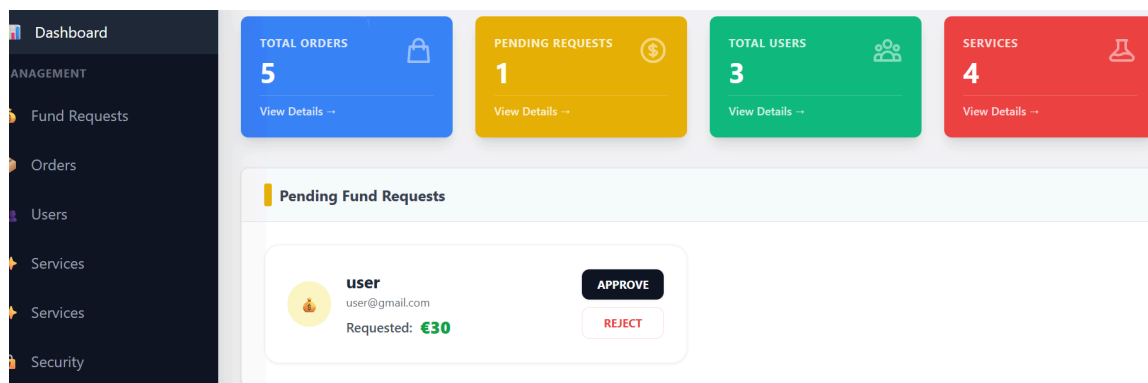 Dashboard
ANAGEMENT
Fund Requests
Orders
Users
Services
Services
Security
TOTAL ORDERS
5
View Details →
PENDING REQUESTS
1
View Details →
TOTAL USERS
3
View Details →
SERVICES
4
View Details →
Pending Fund Requests
user
user@gmail.com
Requested: €30
APPROVE
REJECT